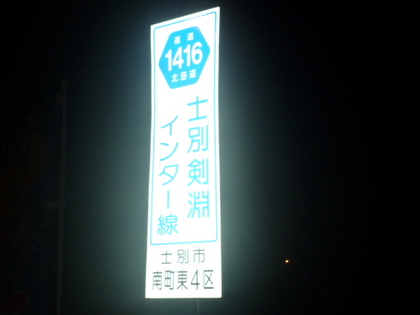 道道
1416
北海道
士別剣淵
インター線
士別市
南町東4区